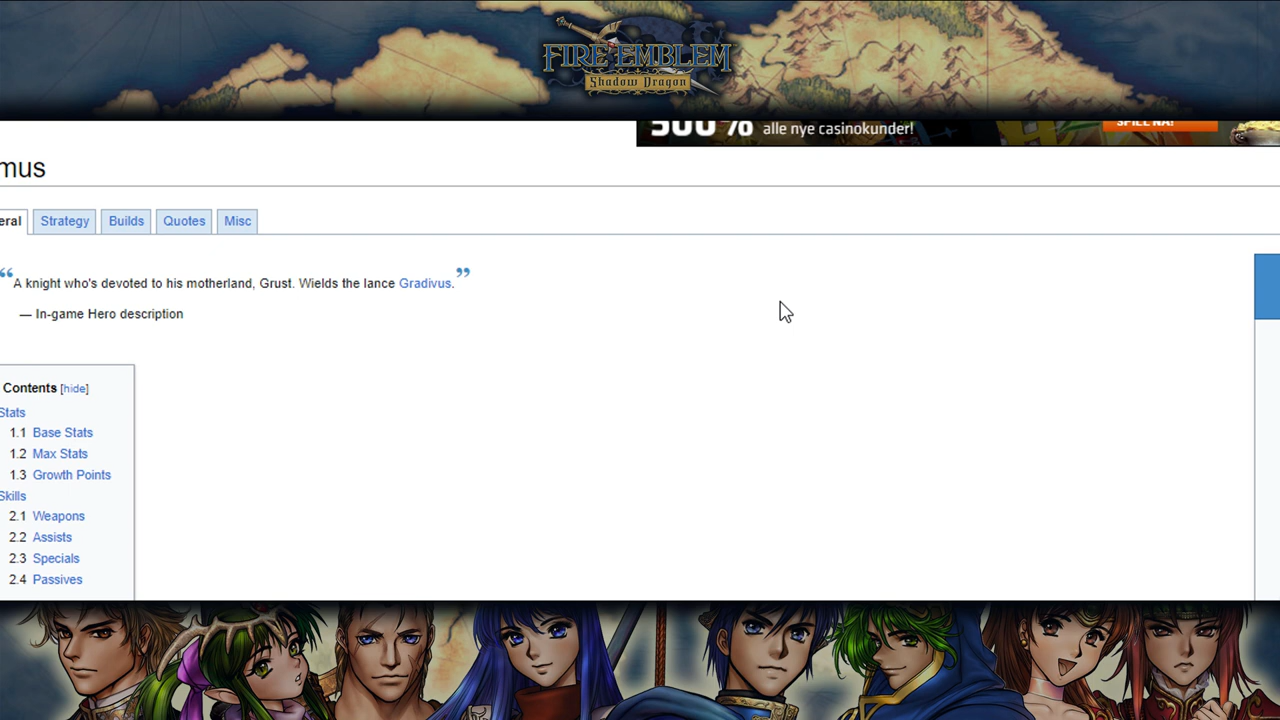 FIRE EMBLEM
Shadow Dragon
500%
alle nye casinokunder!
SPILL NÅ!
mus
eral
Strategy
Builds
Quotes
Misc
“A knight who's devoted to his motherland, Grust. Wields the lance Gradivus.”
— In-game Hero description
Contents [hide]
Stats
1.1 Base Stats
1.2 Max Stats
1.3 Growth Points
Skills
2.1 Weapons
2.2 Assists
2.3 Specials
2.4 Passives